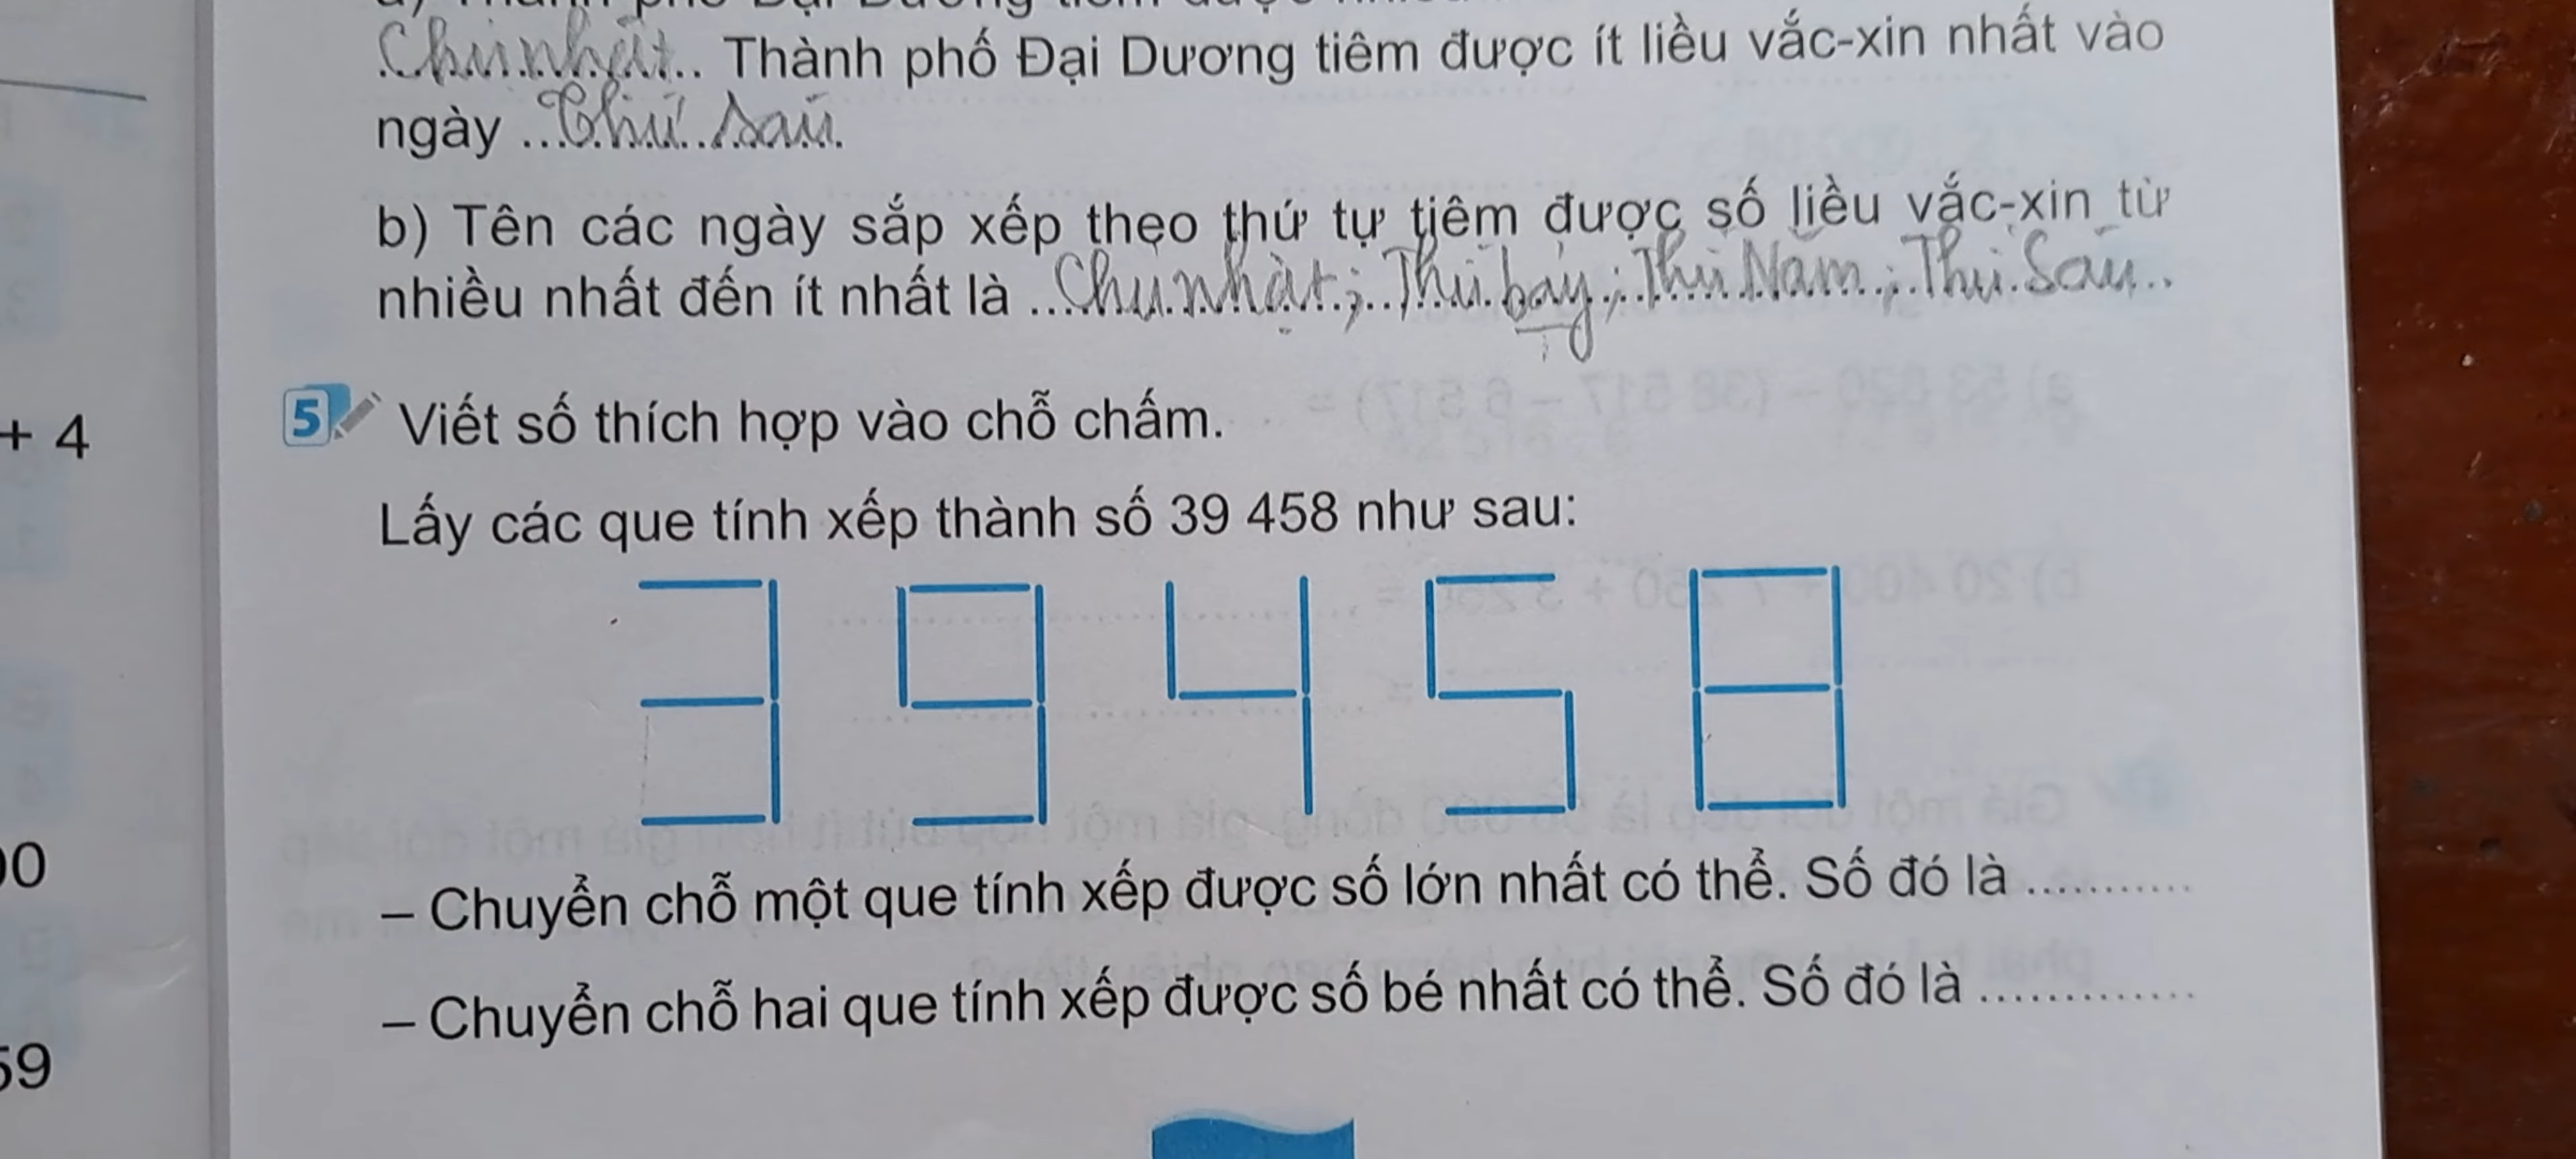 Chủ nhật... Thành phố Đại Dương tiêm được ít liều vắc-xin nhất vào
ngày ...Thứ Sáu.
b) Tên các ngày sắp xếp theo thứ tự tiêm được số liều vắc-xin từ
nhiều nhất đến ít nhất là ...Chủ nhật; Thứ bảy; Thứ Năm; Thứ Sáu..
+ 4
5 Viết số thích hợp vào chỗ chấm.
Lấy các que tính xếp thành số 39 458 như sau:
3 9 4 5 8
0
– Chuyển chỗ một que tính xếp được số lớn nhất có thể. Số đó là ...........
– Chuyển chỗ hai que tính xếp được số bé nhất có thể. Số đó là .............
59